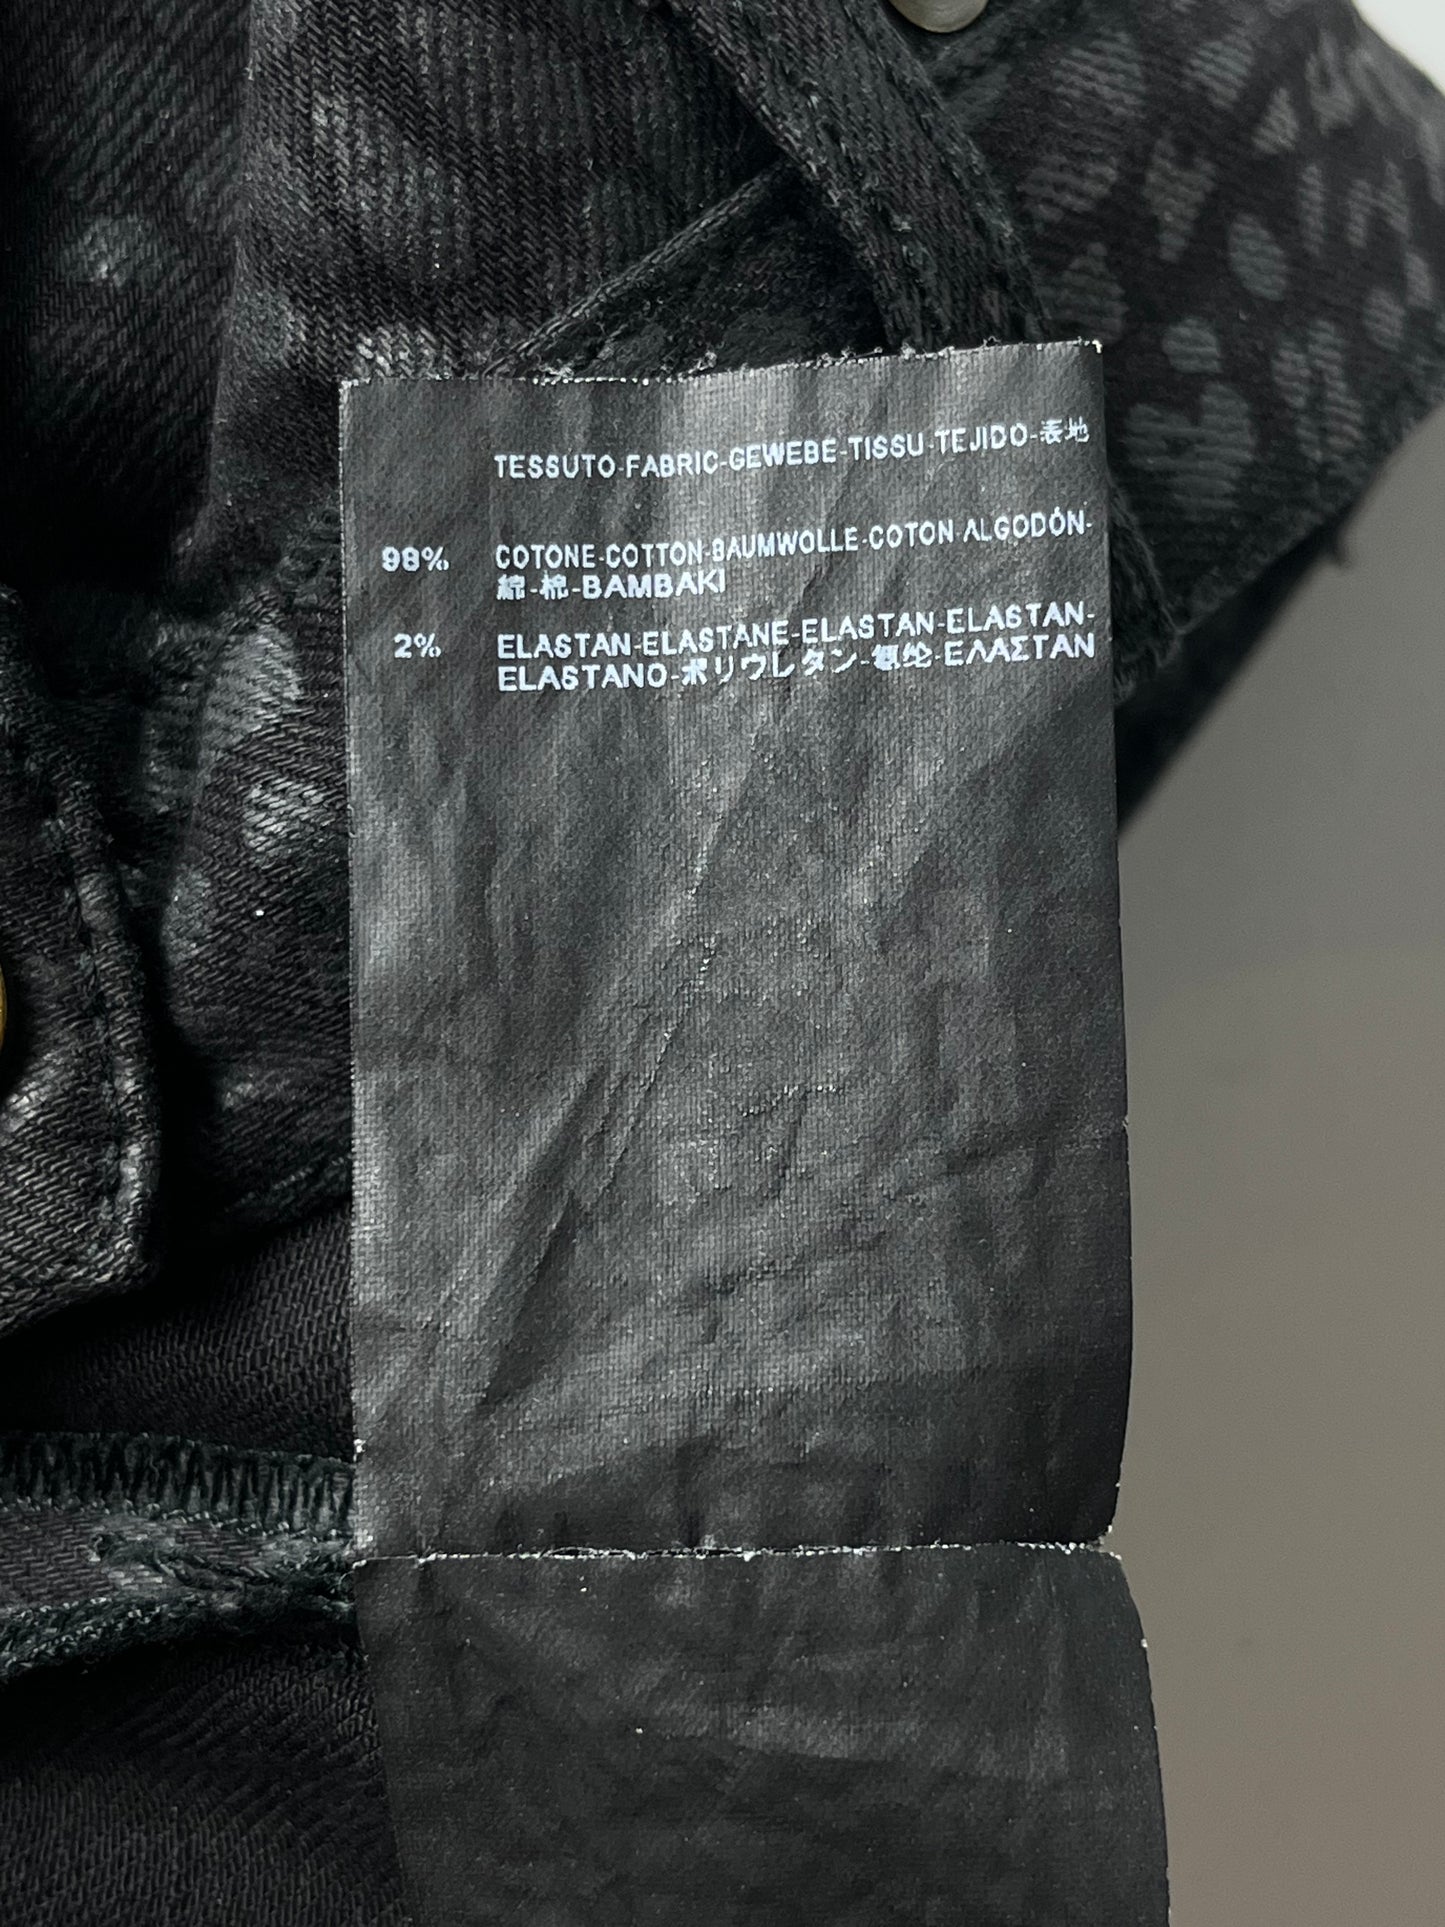 TESSUTO-FABRIC-GEWEBE-TISSU-TEJIDO-表地
98% COTONE-COTTON-BAUMWOLLE-COTON-ALGODÓN-
綿-棉-BAMBAKI
2% ELASTAN-ELASTANE-ELASTAN-ELASTAN-
ELASTANO-ポリウレタン-氨纶-ΕΛΑΣΤΑΝ